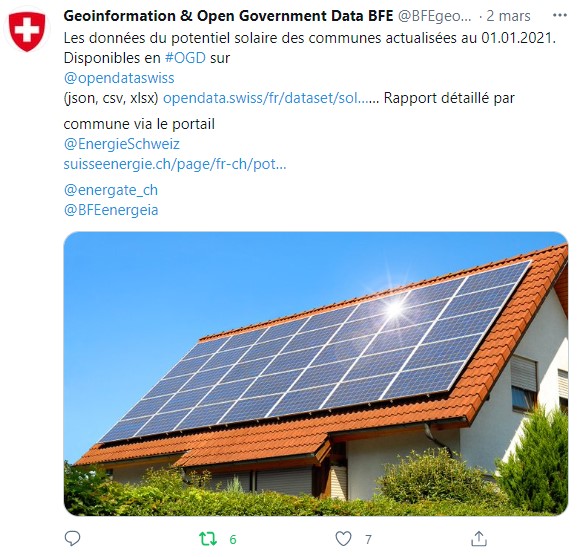 Geoinformation & Open Government Data BFE @BFEgeo... · 2 mars
Les données du potentiel solaire des communes actualisées au 01.01.2021.
Disponibles en #OGD sur
@opendataswiss
(json, csv, xlsx) opendata.swiss/fr/dataset/sol...... Rapport détaillé par
commune via le portail
@EnergieSchweiz
suisseenergie.ch/page/fr-ch/pot...
@energate_ch
@BFEenergeia
6 7